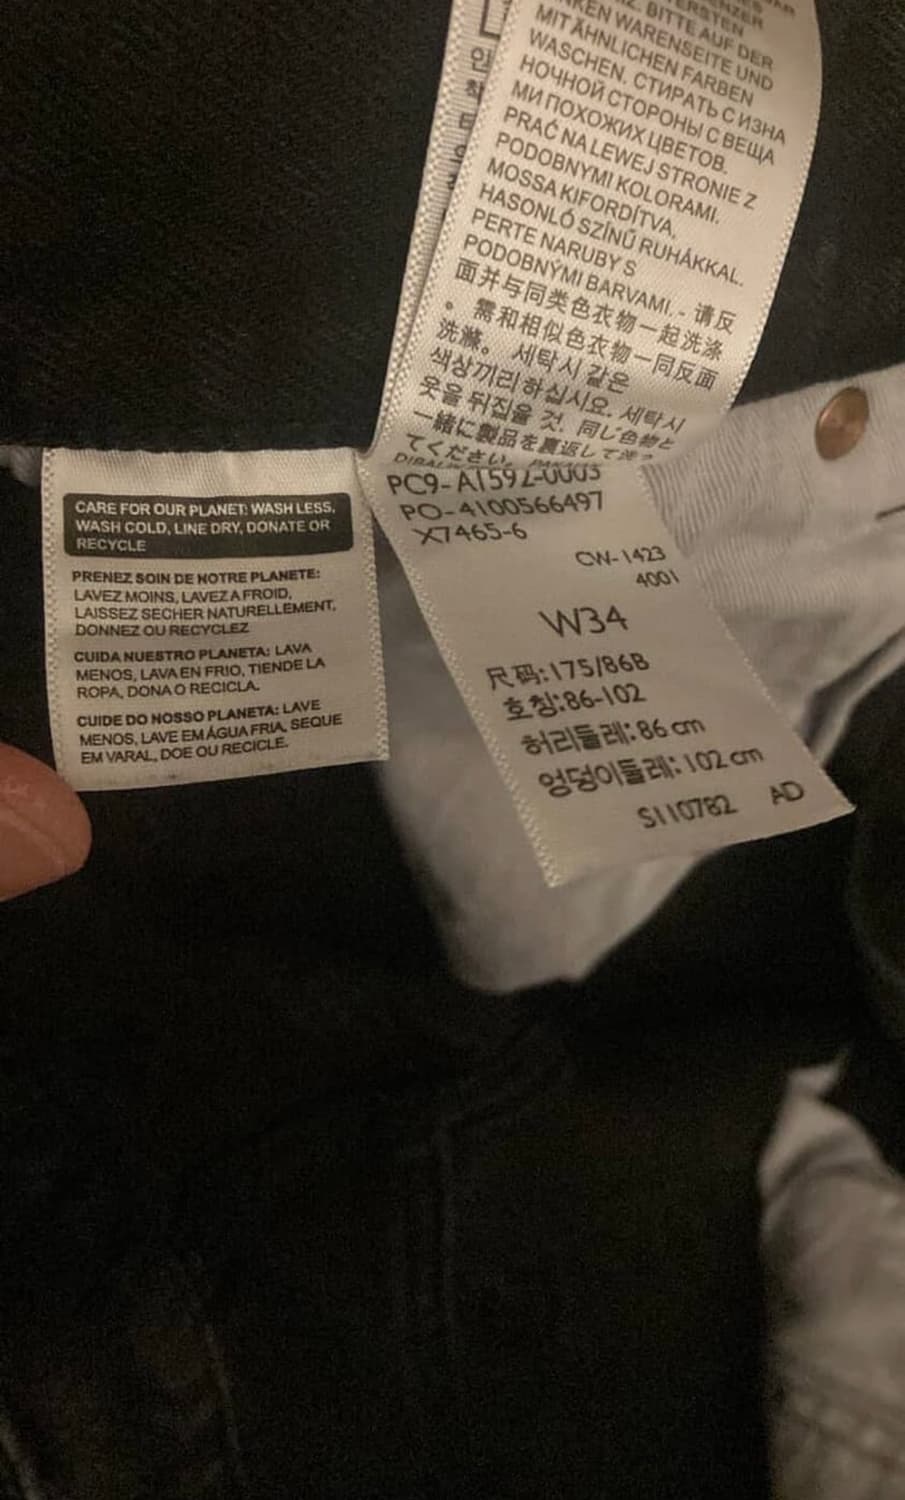 BITTE AUF DER
WARENSEITE UND
MIT ÄHNLICHEN FARBEN
WASCHEN. СТИРАТЬ С ИЗНА
НОЧНОЙ СТОРОНЫ С ВЕЩА
МИ ПОХОЖИХ ЦВЕТОВ.
PRAĆ NA LEWEJ STRONIE Z
PODOBNYMI KOLORAMI.
MOSSA KIFORDÍTVA,
HASONLÓ SZÍNŰ RUHÁKKAL.
PERTE NARUBY S
PODOBNÝMI BARVAMI. - 请反
面并与同类色衣物一起洗涤
。需和相似色衣物一同反面
洗滌。 세탁시 같은
색상끼리 하십시오. 세탁시
옷을 뒤집을 것. 同じ色物と
一緒に製品を裏返して洗っ
てください。
PC9-A1592-0003
PO-4100566497
X7465-6
CW-1423
4001
W34
尺码:175/86B
호칭:86-102
허리둘레:86 cm
엉덩이둘레:102 cm
S110782 AD
CARE FOR OUR PLANET: WASH LESS,
WASH COLD, LINE DRY, DONATE OR
RECYCLE
PRENEZ SOIN DE NOTRE PLANETE:
LAVEZ MOINS, LAVEZ A FROID,
LAISSEZ SECHER NATURELLEMENT,
DONNEZ OU RECYCLEZ
CUIDA NUESTRO PLANETA: LAVA
MENOS, LAVA EN FRIO, TIENDE LA
ROPA, DONA O RECICLA.
CUIDE DO NOSSO PLANETA: LAVE
MENOS, LAVE EM ÁGUA FRIA, SEQUE
EM VARAL, DOE OU RECICLE.